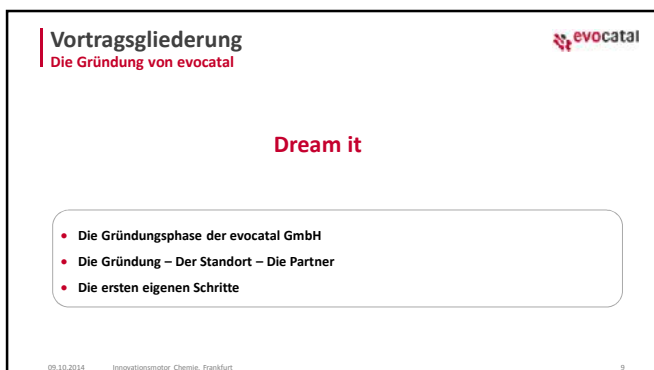 Vortragsgliederung
Die Gründung von evocatal
evocatal
Dream it
Die Gründungsphase der evocatal GmbH
Die Gründung – Der Standort – Die Partner
Die ersten eigenen Schritte
09.10.2014 Innovationsmotor Chemie, Frankfurt 9